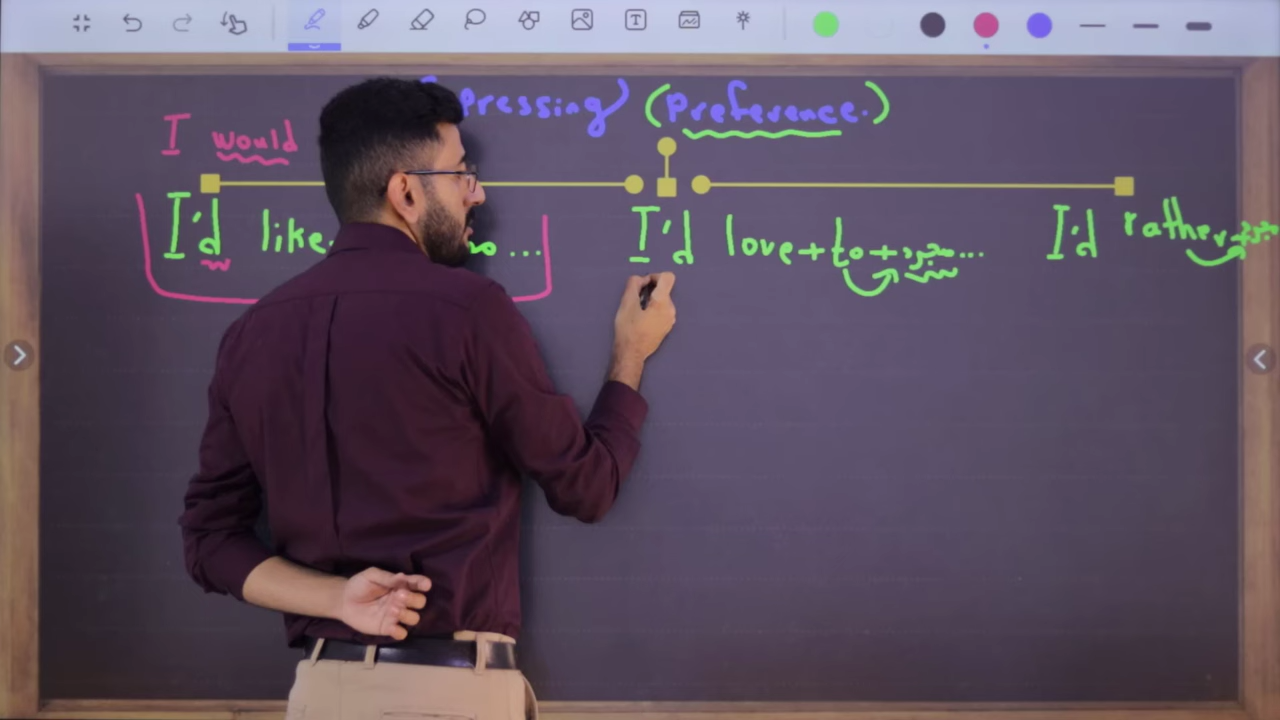 pressing (Preference.)
I would
I'd like
I'd love + to + مجرد...
I'd rather + مجرد